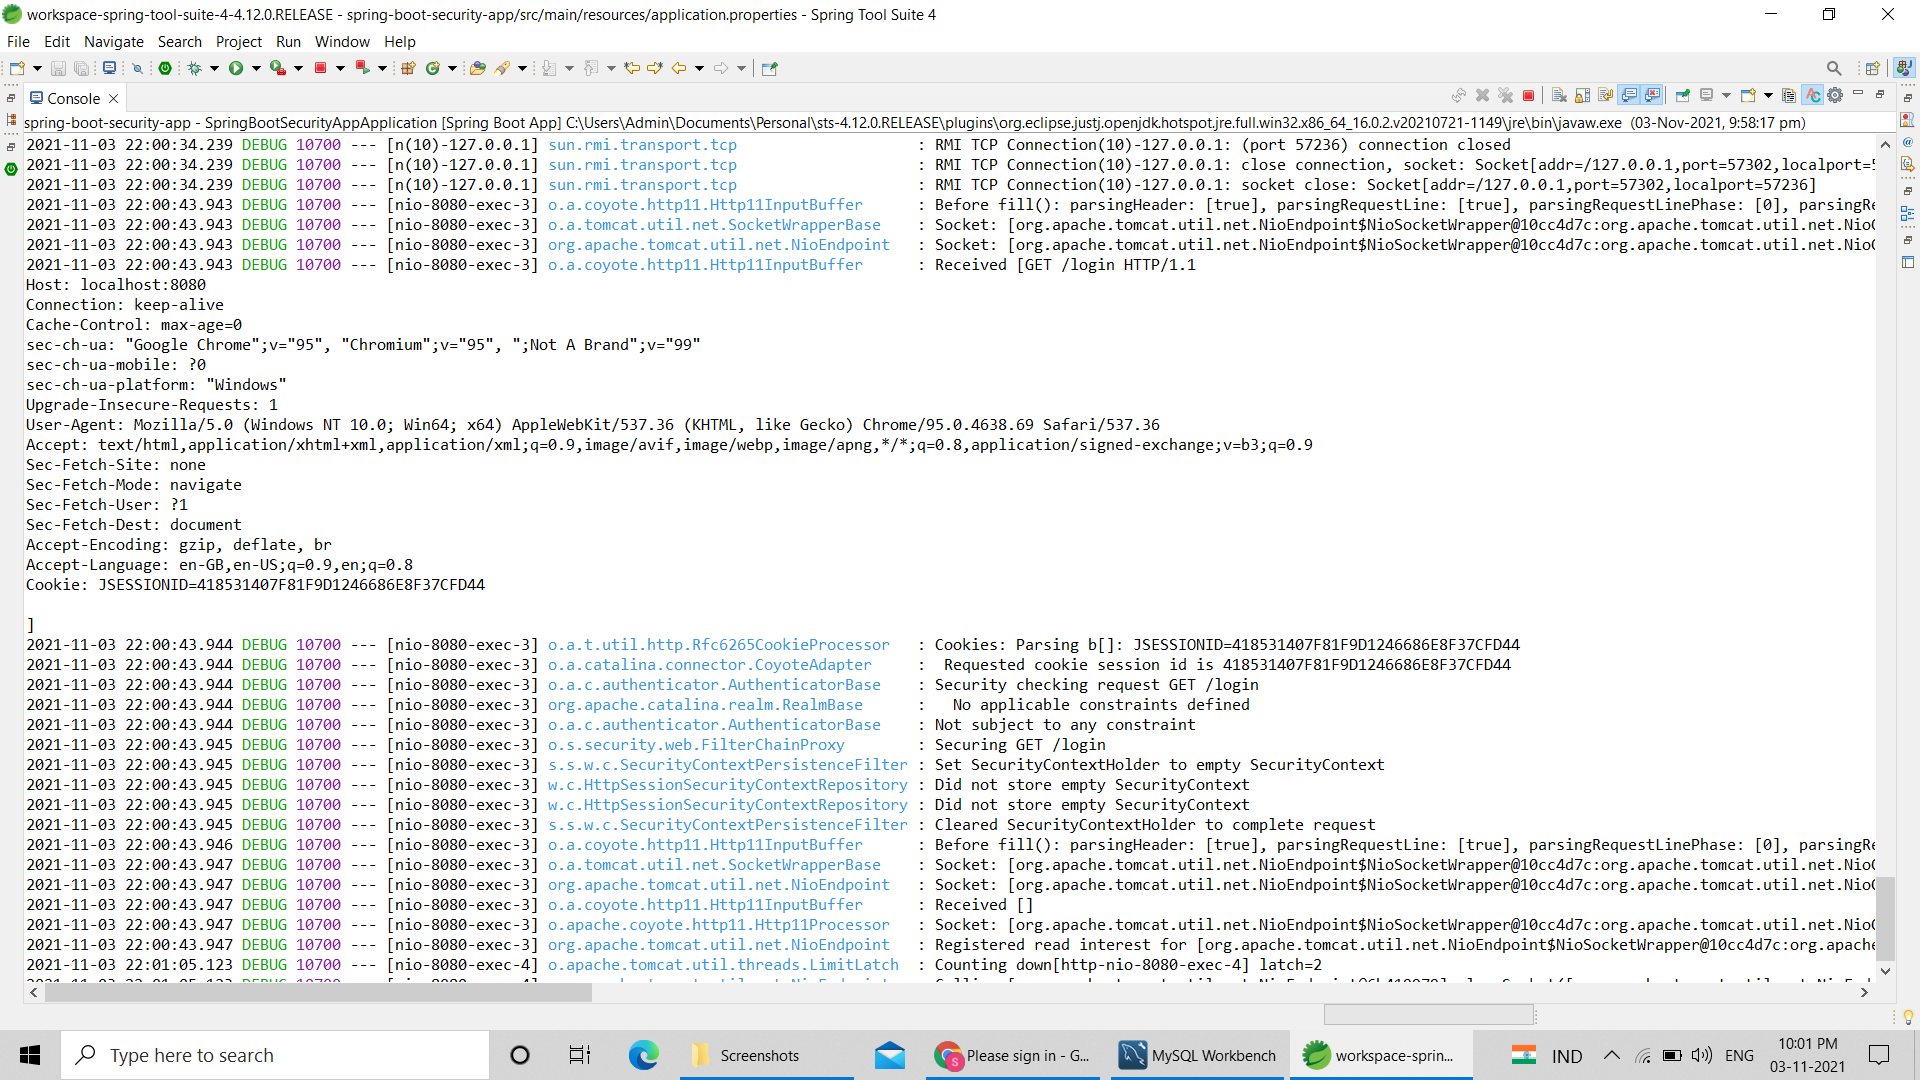 workspace-spring-tool-suite-4-4.12.0.RELEASE - spring-boot-security-app/src/main/resources/application.properties - Spring Tool Suite 4
File Edit Navigate Search Project Run Window Help
Console
spring-boot-security-app - SpringBootSecurityAppApplication [Spring Boot App] C:\Users\Admin\Documents\Personal\sts-4.12.0.RELEASE\plugins\org.eclipse.justj.openjdk.hotspot.jre.full.win32.x86_64_16.0.2.v20210721-1149\jre\bin\javaw.exe (03-Nov-2021, 9:58:17 pm)
2021-11-03 22:00:34.239 DEBUG 10700 --- [n(10)-127.0.0.1] sun.rmi.transport.tcp : RMI TCP Connection(10)-127.0.0.1: (port 57236) connection closed
2021-11-03 22:00:34.239 DEBUG 10700 --- [n(10)-127.0.0.1] sun.rmi.transport.tcp : RMI TCP Connection(10)-127.0.0.1: close connection, socket: Socket[addr=/127.0.0.1,port=57302,localport=5
2021-11-03 22:00:34.239 DEBUG 10700 --- [n(10)-127.0.0.1] sun.rmi.transport.tcp : RMI TCP Connection(10)-127.0.0.1: socket close: Socket[addr=/127.0.0.1,port=57302,localport=57236]
2021-11-03 22:00:43.943 DEBUG 10700 --- [nio-8080-exec-3] o.a.coyote.http11.Http11InputBuffer : Before fill(): parsingHeader: [true], parsingRequestLine: [true], parsingRequestLinePhase: [0], parsingRe
2021-11-03 22:00:43.943 DEBUG 10700 --- [nio-8080-exec-3] o.a.tomcat.util.net.SocketWrapperBase : Socket: [org.apache.tomcat.util.net.NioEndpoint$NioSocketWrapper@10cc4d7c:org.apache.tomcat.util.net.Nio
2021-11-03 22:00:43.943 DEBUG 10700 --- [nio-8080-exec-3] org.apache.tomcat.util.net.NioEndpoint : Socket: [org.apache.tomcat.util.net.NioEndpoint$NioSocketWrapper@10cc4d7c:org.apache.tomcat.util.net.Nio
2021-11-03 22:00:43.943 DEBUG 10700 --- [nio-8080-exec-3] o.a.coyote.http11.Http11InputBuffer : Received [GET /login HTTP/1.1
Host: localhost:8080
Connection: keep-alive
Cache-Control: max-age=0
sec-ch-ua: "Google Chrome";v="95", "Chromium";v="95", ";Not A Brand";v="99"
sec-ch-ua-mobile: ?0
sec-ch-ua-platform: "Windows"
Upgrade-Insecure-Requests: 1
User-Agent: Mozilla/5.0 (Windows NT 10.0; Win64; x64) AppleWebKit/537.36 (KHTML, like Gecko) Chrome/95.0.4638.69 Safari/537.36
Accept: text/html,application/xhtml+xml,application/xml;q=0.9,image/avif,image/webp,image/apng,*/*;q=0.8,application/signed-exchange;v=b3;q=0.9
Sec-Fetch-Site: none
Sec-Fetch-Mode: navigate
Sec-Fetch-User: ?1
Sec-Fetch-Dest: document
Accept-Encoding: gzip, deflate, br
Accept-Language: en-GB,en-US;q=0.9,en;q=0.8
Cookie: JSESSIONID=418531407F81F9D1246686E8F37CFD44
]
2021-11-03 22:00:43.944 DEBUG 10700 --- [nio-8080-exec-3] o.a.t.util.http.Rfc6265CookieProcessor : Cookies: Parsing b[]: JSESSIONID=418531407F81F9D1246686E8F37CFD44
2021-11-03 22:00:43.944 DEBUG 10700 --- [nio-8080-exec-3] o.a.catalina.connector.CoyoteAdapter : Requested cookie session id is 418531407F81F9D1246686E8F37CFD44
2021-11-03 22:00:43.944 DEBUG 10700 --- [nio-8080-exec-3] o.a.c.authenticator.AuthenticatorBase : Security checking request GET /login
2021-11-03 22:00:43.944 DEBUG 10700 --- [nio-8080-exec-3] org.apache.catalina.realm.RealmBase : No applicable constraints defined
2021-11-03 22:00:43.944 DEBUG 10700 --- [nio-8080-exec-3] o.a.c.authenticator.AuthenticatorBase : Not subject to any constraint
2021-11-03 22:00:43.945 DEBUG 10700 --- [nio-8080-exec-3] o.s.security.web.FilterChainProxy : Securing GET /login
2021-11-03 22:00:43.945 DEBUG 10700 --- [nio-8080-exec-3] s.s.w.c.SecurityContextPersistenceFilter : Set SecurityContextHolder to empty SecurityContext
2021-11-03 22:00:43.945 DEBUG 10700 --- [nio-8080-exec-3] w.c.HttpSessionSecurityContextRepository : Did not store empty SecurityContext
2021-11-03 22:00:43.945 DEBUG 10700 --- [nio-8080-exec-3] w.c.HttpSessionSecurityContextRepository : Did not store empty SecurityContext
2021-11-03 22:00:43.945 DEBUG 10700 --- [nio-8080-exec-3] s.s.w.c.SecurityContextPersistenceFilter : Cleared SecurityContextHolder to complete request
2021-11-03 22:00:43.946 DEBUG 10700 --- [nio-8080-exec-3] o.a.coyote.http11.Http11InputBuffer : Before fill(): parsingHeader: [true], parsingRequestLine: [true], parsingRequestLinePhase: [0], parsingRe
2021-11-03 22:00:43.947 DEBUG 10700 --- [nio-8080-exec-3] o.a.tomcat.util.net.SocketWrapperBase : Socket: [org.apache.tomcat.util.net.NioEndpoint$NioSocketWrapper@10cc4d7c:org.apache.tomcat.util.net.Nio
2021-11-03 22:00:43.947 DEBUG 10700 --- [nio-8080-exec-3] org.apache.tomcat.util.net.NioEndpoint : Socket: [org.apache.tomcat.util.net.NioEndpoint$NioSocketWrapper@10cc4d7c:org.apache.tomcat.util.net.Nio
2021-11-03 22:00:43.947 DEBUG 10700 --- [nio-8080-exec-3] o.a.coyote.http11.Http11InputBuffer : Received []
2021-11-03 22:00:43.947 DEBUG 10700 --- [nio-8080-exec-3] o.apache.coyote.http11.Http11Processor : Socket: [org.apache.tomcat.util.net.NioEndpoint$NioSocketWrapper@10cc4d7c:org.apache.tomcat.util.net.Nio
2021-11-03 22:00:43.947 DEBUG 10700 --- [nio-8080-exec-3] org.apache.tomcat.util.net.NioEndpoint : Registered read interest for [org.apache.tomcat.util.net.NioEndpoint$NioSocketWrapper@10cc4d7c:org.apache
2021-11-03 22:01:05.123 DEBUG 10700 --- [nio-8080-exec-4] o.apache.tomcat.util.threads.LimitLatch : Counting down[http-nio-8080-exec-4] latch=2
Type here to search
Screenshots
Please sign in - G...
MySQL Workbench
workspace-sprin...
IND
ENG
10:01 PM
03-11-2021